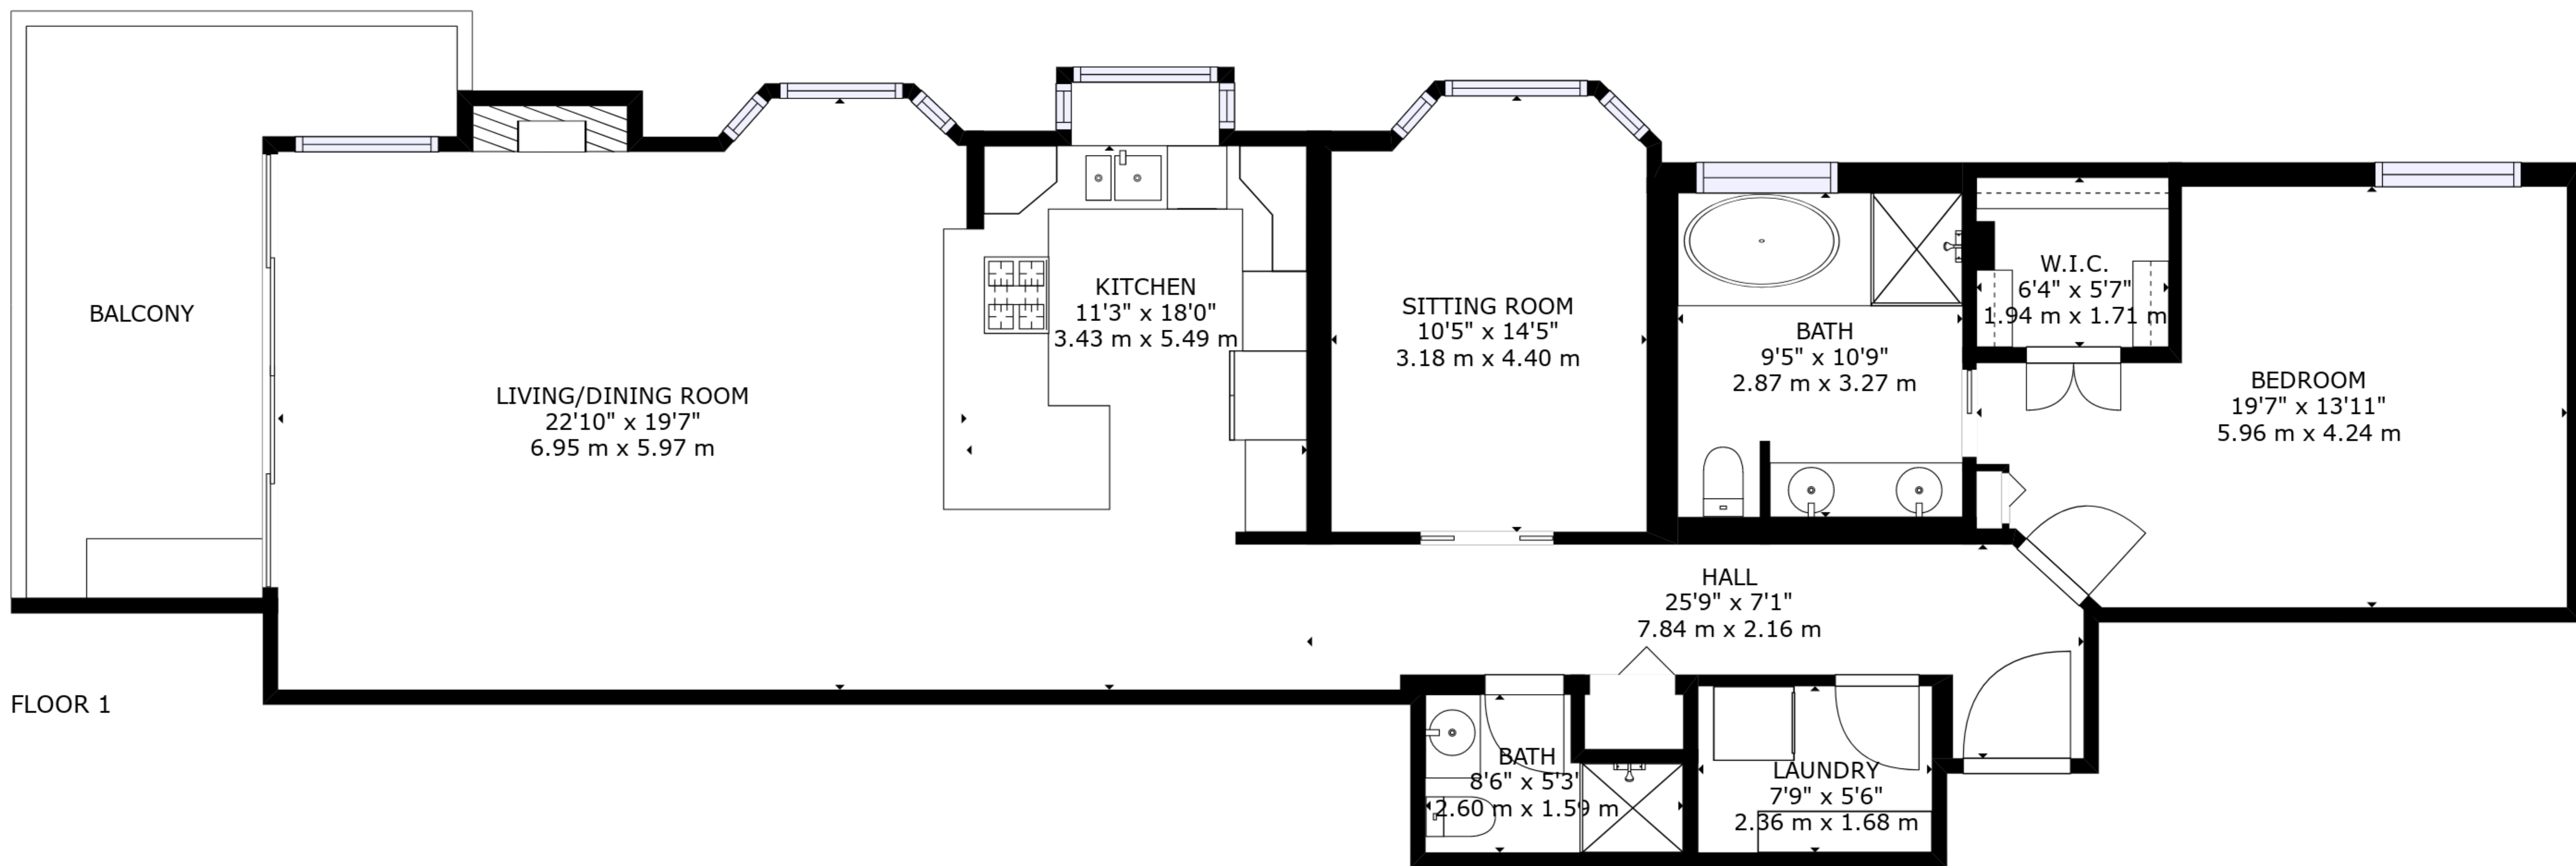 BALCONY
LIVING/DINING ROOM
22'10" x 19'7"
6.95 m x 5.97 m
KITCHEN
11'3" x 18'0"
3.43 m x 5.49 m
SITTING ROOM
10'5" x 14'5"
3.18 m x 4.40 m
BATH
9'5" x 10'9"
2.87 m x 3.27 m
W.I.C.
6'4" x 5'7"
1.94 m x 1.71 m
BEDROOM
19'7" x 13'11"
5.96 m x 4.24 m
HALL
25'9" x 7'1"
7.84 m x 2.16 m
FLOOR 1
BATH
8'6" x 5'3"
2.60 m x 1.59 m
LAUNDRY
7'9" x 5'6"
2.36 m x 1.68 m